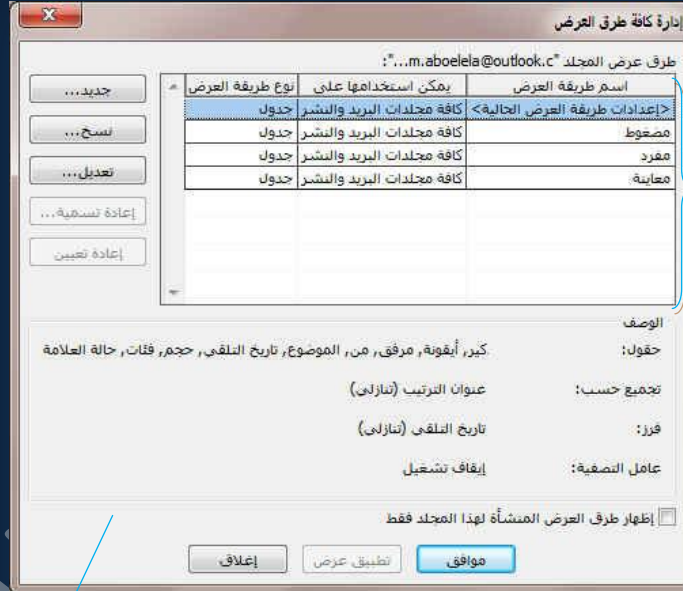 إدارة كافة طرق العرض
طرق عرض المجلد "m.aboelela@outlook.c...":
اسم طريقة العرض يمكن استخدامها على نوع طريقة العرض
<إعدادات طريقة العرض الحالية> كافة مجلدات البريد والنشر جدول
مضغوط كافة مجلدات البريد والنشر جدول
مفرد كافة مجلدات البريد والنشر جدول
معاينة كافة مجلدات البريد والنشر جدول
جديد...
نسخ...
تعديل...
إعادة تسمية...
إعادة تعيين
الوصف
حقول: أيقونة, مرفق, من, الموضوع, تاريخ التلقي, حجم, فئات, حالة العلامة
تجميع حسب: عنوان الترتيب (تنازلي)
فرز: تاريخ التلقي (تنازلي)
عامل التصفية: إيقاف تشغيل
إظهار طرق العرض المنشأة لهذا المجلد فقط
موافق تطبيق عرض إغلاق